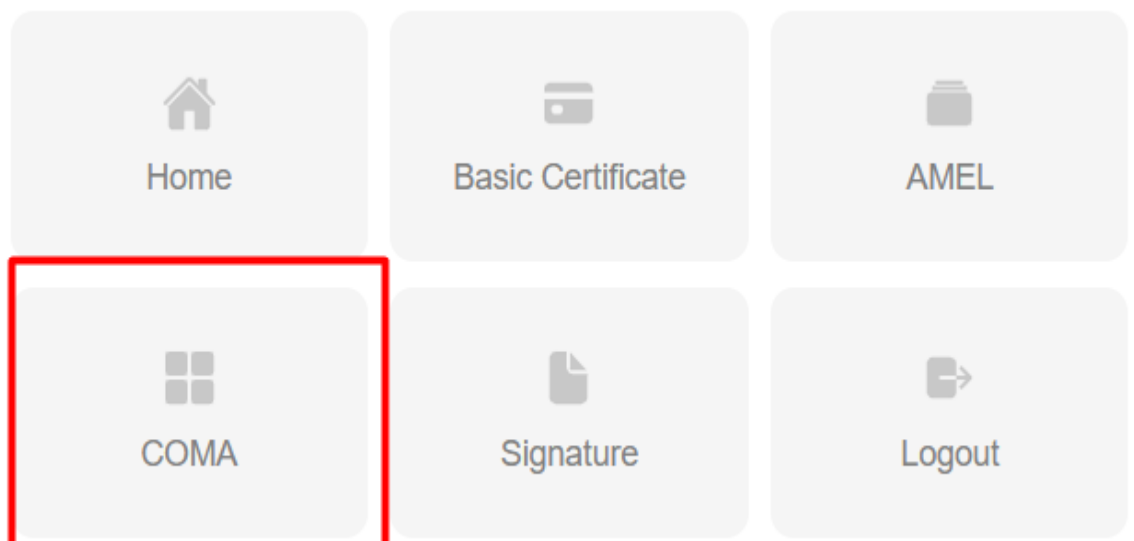 Home
Basic Certificate
AMEL
COMA
Signature
Logout